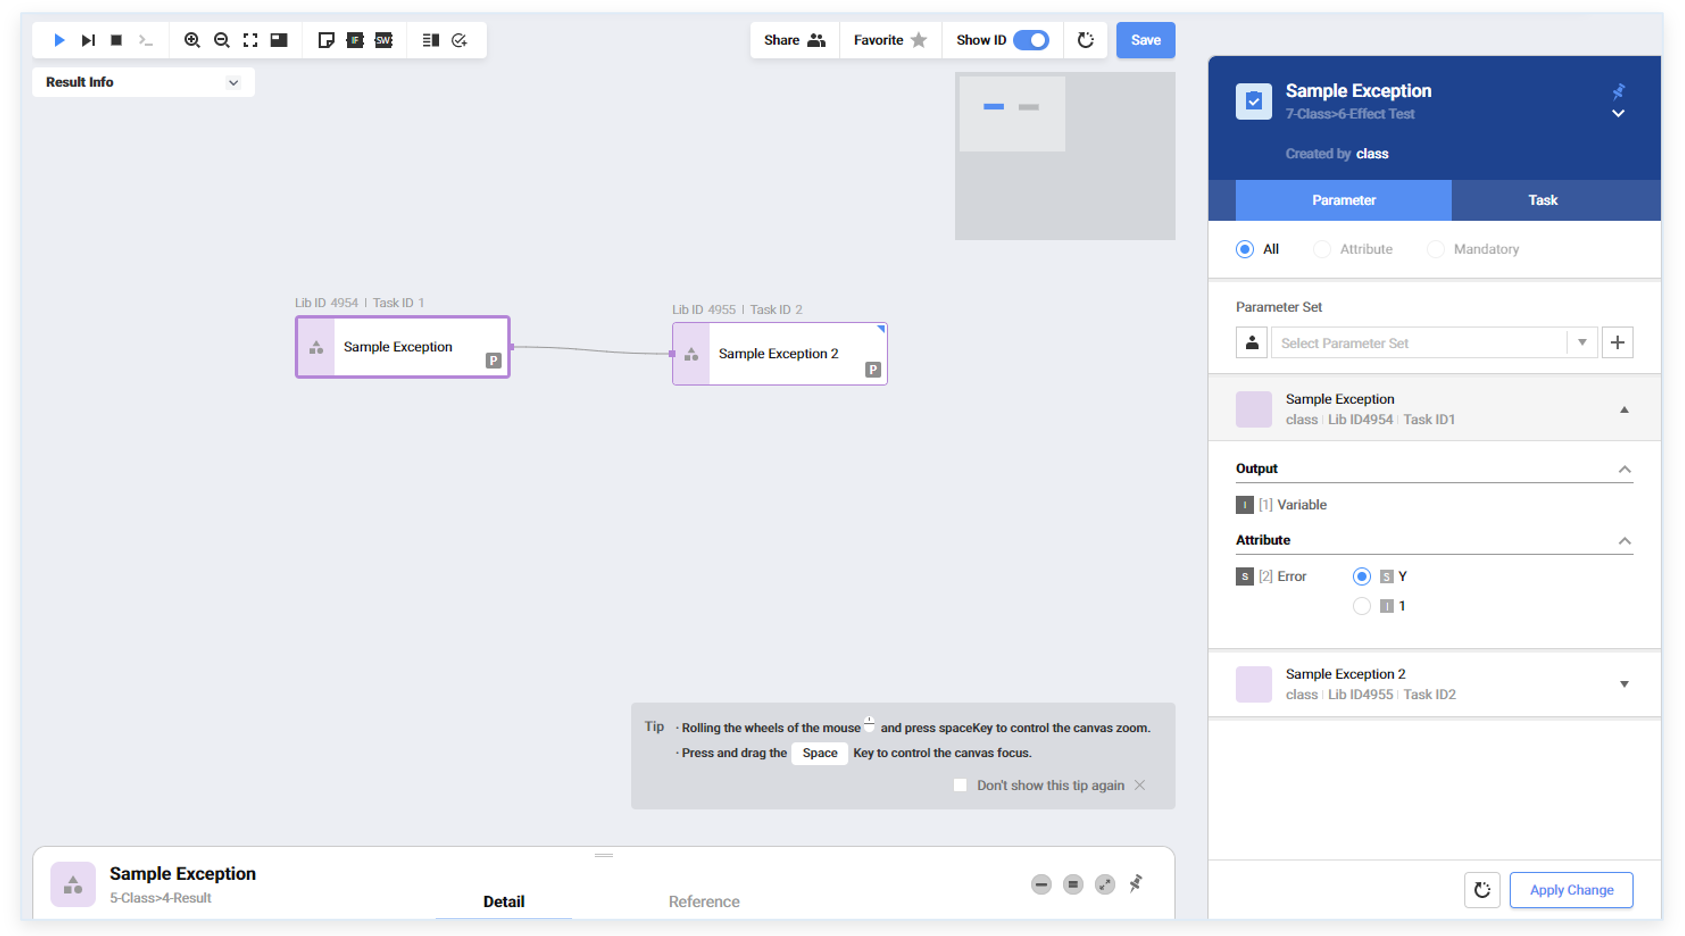 IF
SW
Share
Favorite
Show ID
Save
Result Info
Sample Exception
7-Class>6-Effect Test
Created by class
Parameter
Task
All
Attribute
Mandatory
Parameter Set
Select Parameter Set
Lib ID 4954 | Task ID 1
Sample Exception
P
Lib ID 4955 | Task ID 2
Sample Exception 2
P
Sample Exception
class | Lib ID4954 | Task ID1
Output
I [1] Variable
Attribute
S [2] Error
S Y
I 1
Sample Exception 2
class | Lib ID4955 | Task ID2
Tip
· Rolling the wheels of the mouse and press spaceKey to control the canvas zoom.
· Press and drag the Space Key to control the canvas focus.
Don't show this tip again
Sample Exception
5-Class>4-Result
Detail
Reference
Apply Change